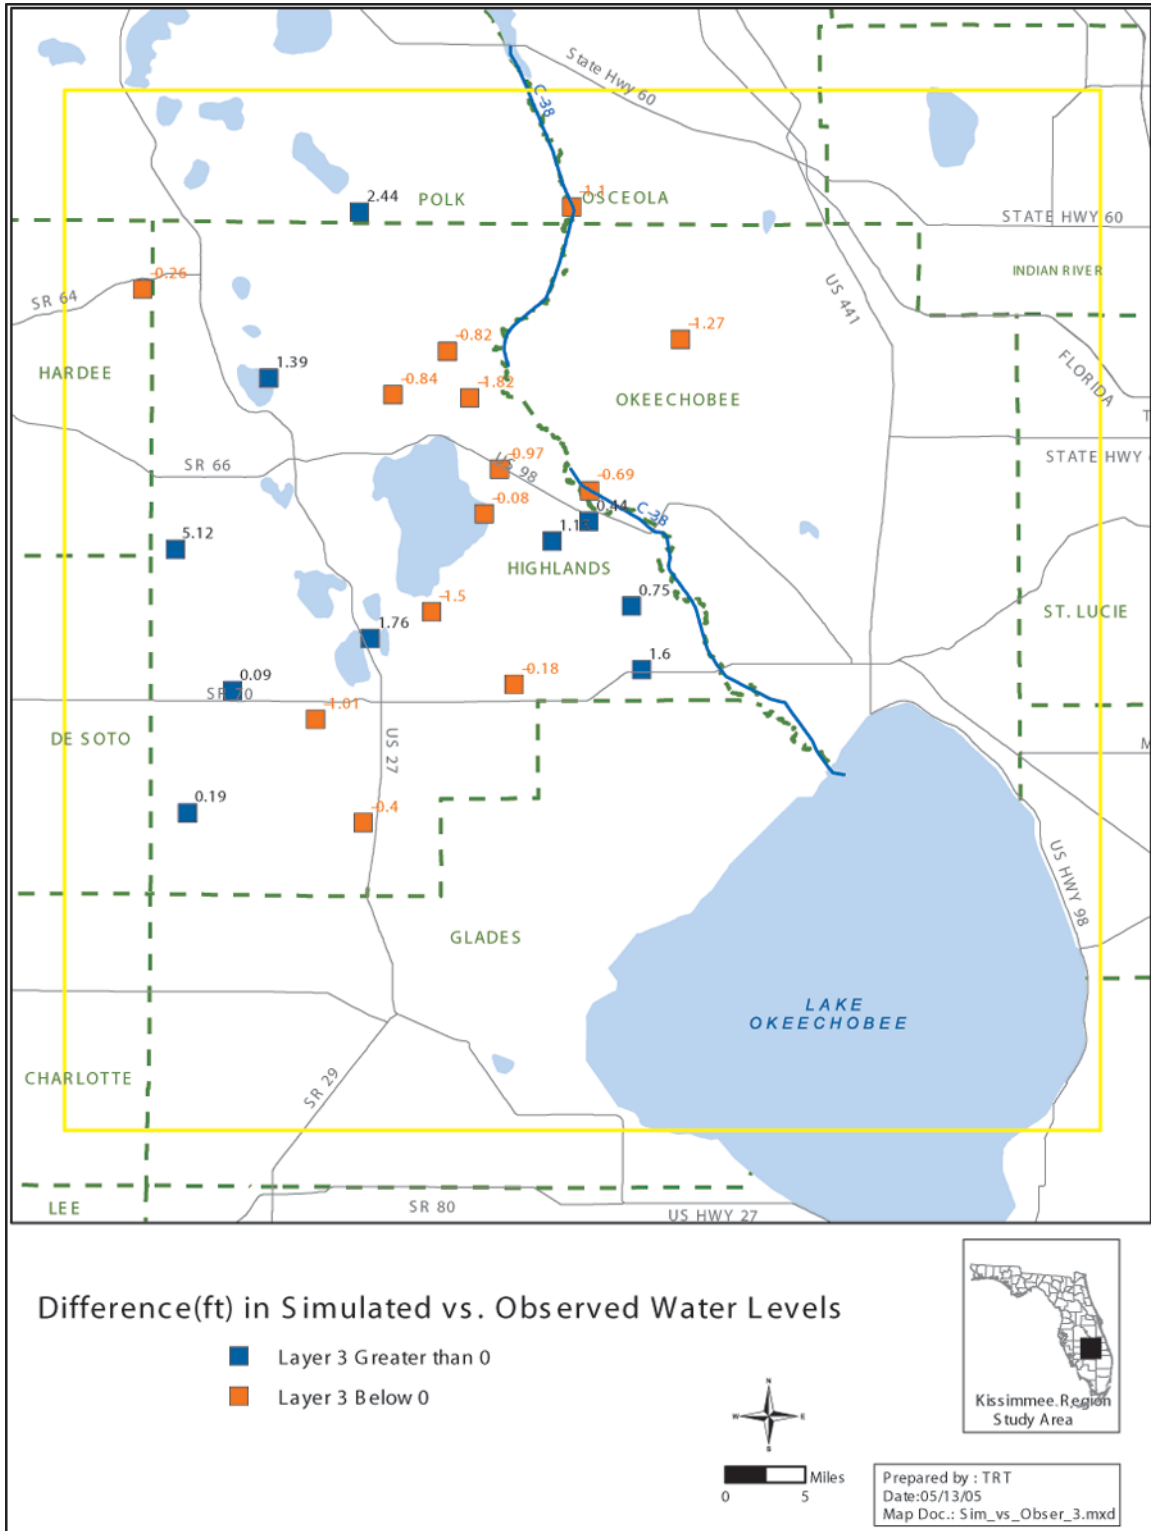 State Hwy 60
C-38
2.44
POLK
-1.1
OSCEOLA
STATE HWY 60
-0.26
INDIAN RIVER
SR 64
US 441
-0.82
-1.27
1.39
HARDEE
FLORIDA
-0.84
-1.82
OKEECHOBEE
T
-0.97
US 98
STATE HWY
SR 66
-0.69
-0.08
0.44
C-38
5.12
HIGHLANDS
0.75
-1.5
ST. LUCIE
1.76
1.6
0.09
-0.18
SR 70
-1.01
DE SOTO
US 27
M
0.19
-0.4
US HWY 98
GLADES
LAKE
OKEECHOBEE
CHARLOTTE
SR 29
LEE
SR 80
US HWY 27
Difference(ft) in Simulated vs. Observed Water Levels
Layer 3 Greater than 0
Layer 3 Below 0
N
W E
S
Kissimmee.Region
Study Area
Miles
0 5
Prepared by : TRT
Date:05/13/05
Map Doc.: Sim_vs_Obser_3.mxd